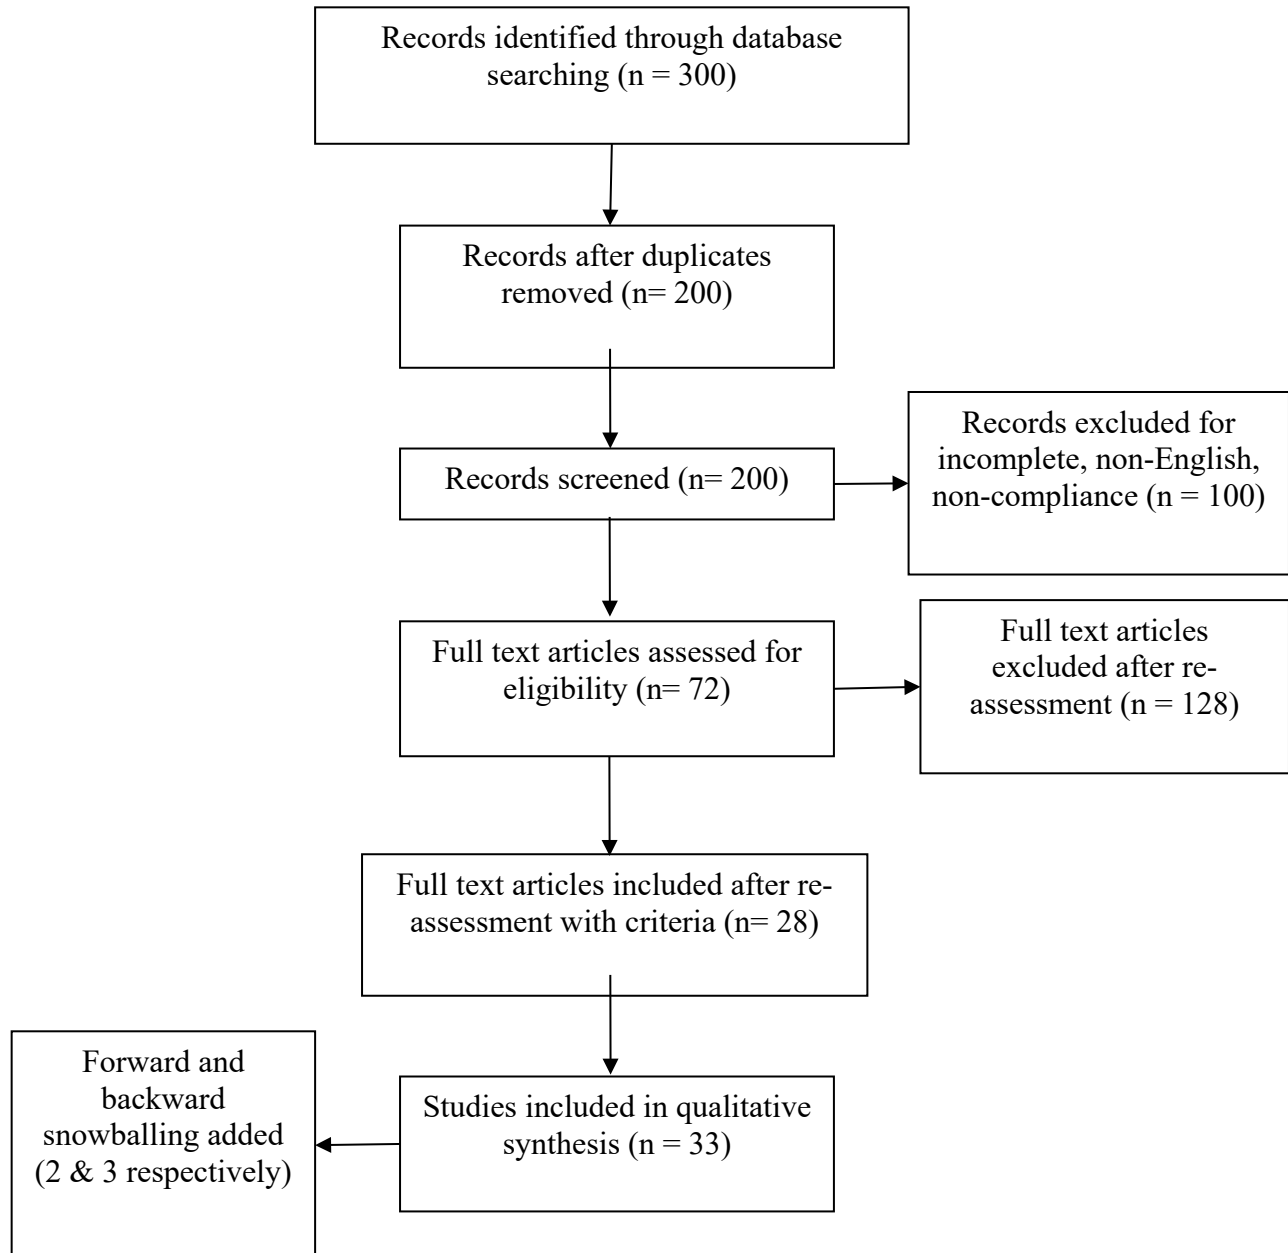 Records identified through database
searching (n = 300)
Records after duplicates
removed (n= 200)
Records screened (n= 200)
Records excluded for
incomplete, non-English,
non-compliance (n = 100)
Full text articles assessed for
eligibility (n= 72)
Full text articles
excluded after re-
assessment (n = 128)
Full text articles included after re-
assessment with criteria (n= 28)
Forward and
backward
snowballing added
(2 & 3 respectively)
Studies included in qualitative
synthesis (n = 33)